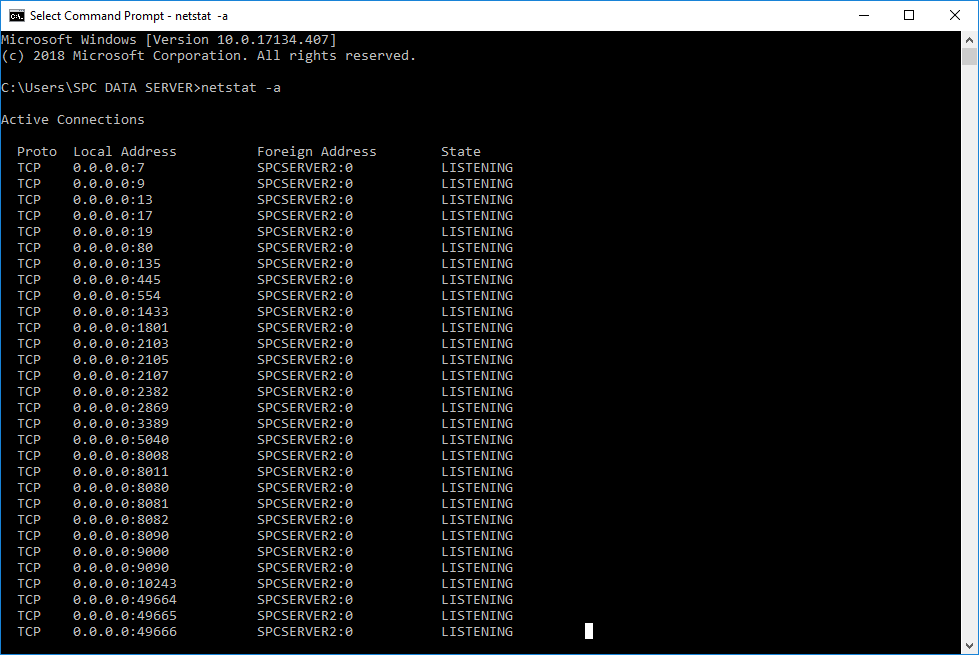 Select Command Prompt - netstat -a
Microsoft Windows [Version 10.0.17134.407]
(c) 2018 Microsoft Corporation. All rights reserved.
C:\Users\SPC DATA SERVER>netstat -a
Active Connections
Proto Local Address Foreign Address State
TCP 0.0.0.0:7 SPCSERVER2:0 LISTENING
TCP 0.0.0.0:9 SPCSERVER2:0 LISTENING
TCP 0.0.0.0:13 SPCSERVER2:0 LISTENING
TCP 0.0.0.0:17 SPCSERVER2:0 LISTENING
TCP 0.0.0.0:19 SPCSERVER2:0 LISTENING
TCP 0.0.0.0:80 SPCSERVER2:0 LISTENING
TCP 0.0.0.0:135 SPCSERVER2:0 LISTENING
TCP 0.0.0.0:445 SPCSERVER2:0 LISTENING
TCP 0.0.0.0:554 SPCSERVER2:0 LISTENING
TCP 0.0.0.0:1433 SPCSERVER2:0 LISTENING
TCP 0.0.0.0:1801 SPCSERVER2:0 LISTENING
TCP 0.0.0.0:2103 SPCSERVER2:0 LISTENING
TCP 0.0.0.0:2105 SPCSERVER2:0 LISTENING
TCP 0.0.0.0:2107 SPCSERVER2:0 LISTENING
TCP 0.0.0.0:2382 SPCSERVER2:0 LISTENING
TCP 0.0.0.0:2869 SPCSERVER2:0 LISTENING
TCP 0.0.0.0:3389 SPCSERVER2:0 LISTENING
TCP 0.0.0.0:5040 SPCSERVER2:0 LISTENING
TCP 0.0.0.0:8008 SPCSERVER2:0 LISTENING
TCP 0.0.0.0:8011 SPCSERVER2:0 LISTENING
TCP 0.0.0.0:8080 SPCSERVER2:0 LISTENING
TCP 0.0.0.0:8081 SPCSERVER2:0 LISTENING
TCP 0.0.0.0:8082 SPCSERVER2:0 LISTENING
TCP 0.0.0.0:8090 SPCSERVER2:0 LISTENING
TCP 0.0.0.0:9000 SPCSERVER2:0 LISTENING
TCP 0.0.0.0:9090 SPCSERVER2:0 LISTENING
TCP 0.0.0.0:10243 SPCSERVER2:0 LISTENING
TCP 0.0.0.0:49664 SPCSERVER2:0 LISTENING
TCP 0.0.0.0:49665 SPCSERVER2:0 LISTENING
TCP 0.0.0.0:49666 SPCSERVER2:0 LISTENING